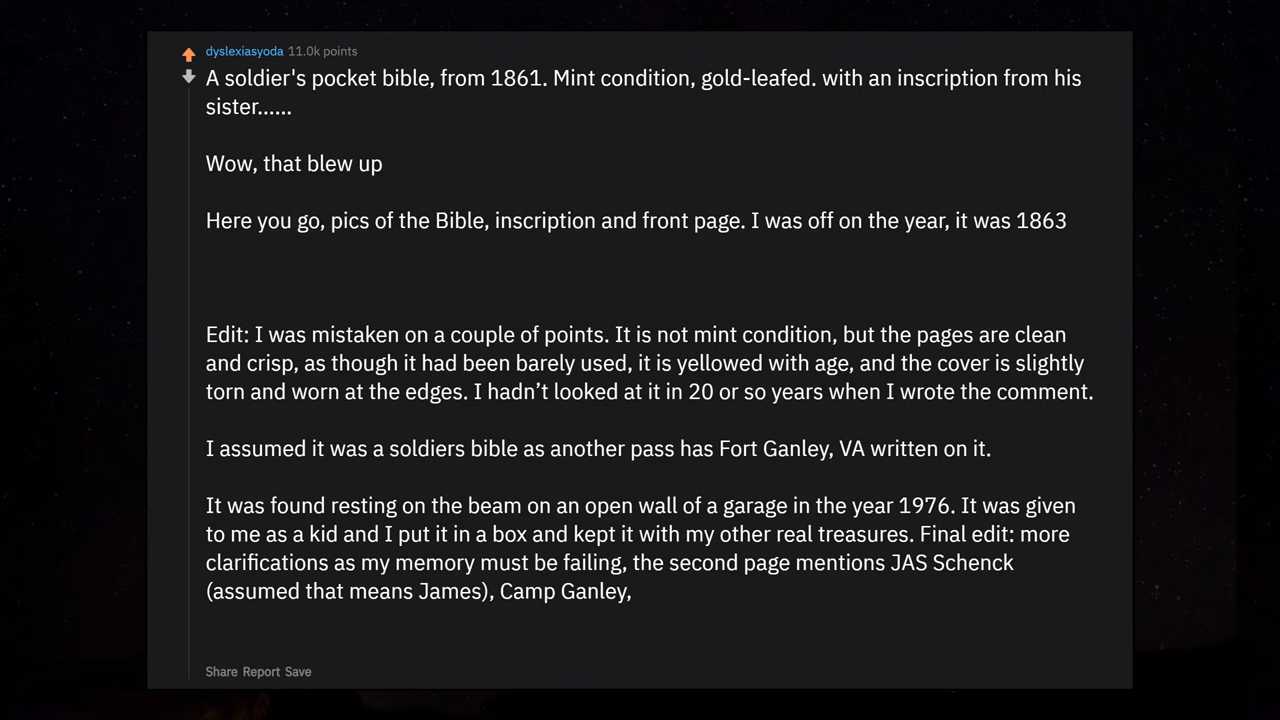 dyslexiasyoda 11.0k points
A soldier's pocket bible, from 1861. Mint condition, gold-leafed. with an inscription from his
sister......
Wow, that blew up
Here you go, pics of the Bible, inscription and front page. I was off on the year, it was 1863
Edit: I was mistaken on a couple of points. It is not mint condition, but the pages are clean
and crisp, as though it had been barely used, it is yellowed with age, and the cover is slightly
torn and worn at the edges. I hadn’t looked at it in 20 or so years when I wrote the comment.
I assumed it was a soldiers bible as another pass has Fort Ganley, VA written on it.
It was found resting on the beam on an open wall of a garage in the year 1976. It was given
to me as a kid and I put it in a box and kept it with my other real treasures. Final edit: more
clarifications as my memory must be failing, the second page mentions JAS Schenck
(assumed that means James), Camp Ganley,
Share Report Save